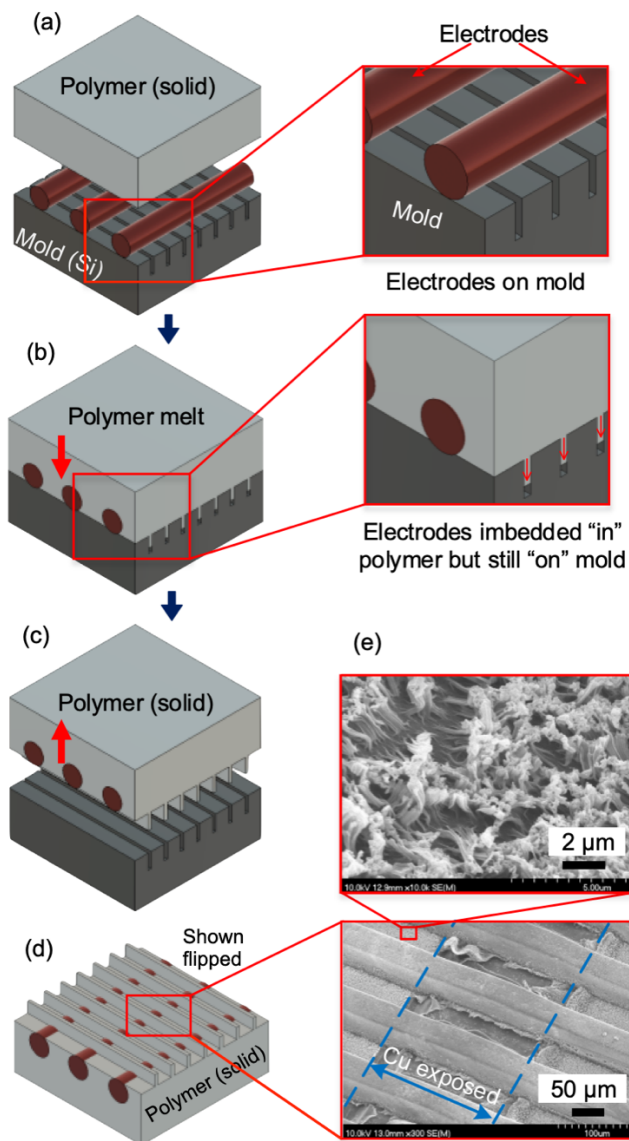 (a)
Polymer (solid)
Mold (Si)
Electrodes
Mold
Electrodes on mold
(b)
Polymer melt
Electrodes imbedded “in”
polymer but still “on” mold
(c)
Polymer (solid)
(d)
Shown
flipped
Polymer (solid)
(e)
2 μm
10.0kV 12.9mm x10.0k SE(M)
5.00um
Cu exposed
50 μm
10.0kV 13.0mm x300 SE(M)
100um